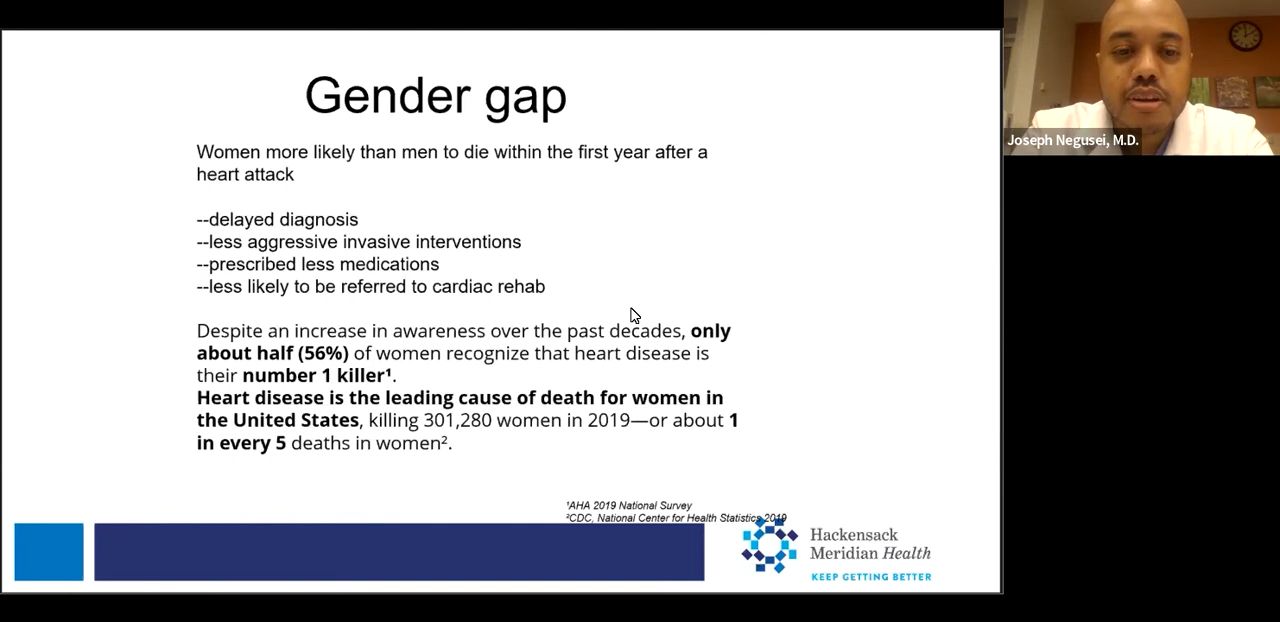 Gender gap
Women more likely than men to die within the first year after a
heart attack
--delayed diagnosis
--less aggressive invasive interventions
--prescribed less medications
--less likely to be referred to cardiac rehab
Despite an increase in awareness over the past decades, only
about half (56%) of women recognize that heart disease is
their number 1 killer¹.
Heart disease is the leading cause of death for women in
the United States, killing 301,280 women in 2019—or about 1
in every 5 deaths in women².
¹AHA 2019 National Survey
²CDC, National Center for Health Statistics 2019
Hackensack
Meridian Health
KEEP GETTING BETTER
Joseph Negusei, M.D.